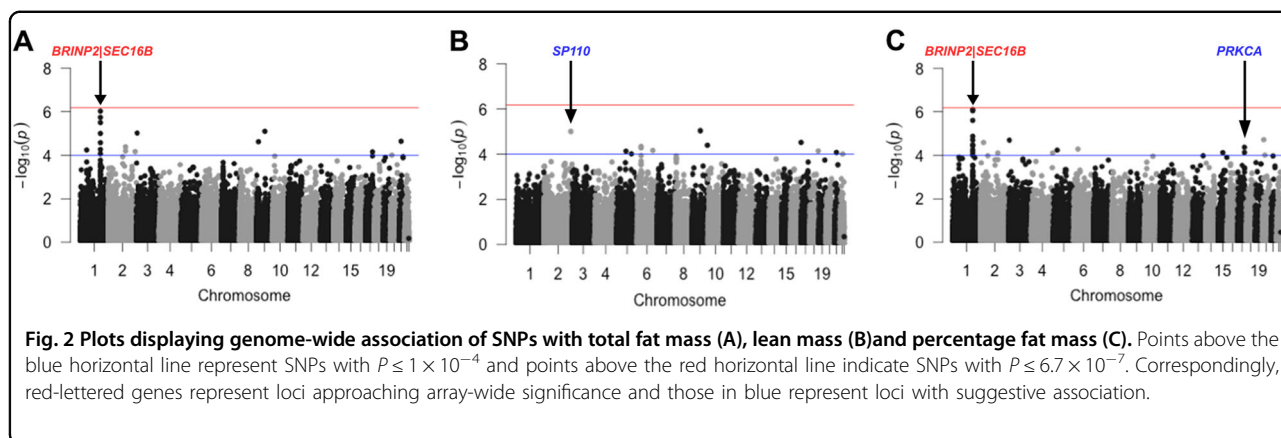 A
BRINP2|SEC16B
8
6
4
2
0
−log10(p)
1 2 3 4 6 8 10 12 15 19
Chromosome
B
SP110
8
6
4
2
0
−log10(p)
1 2 3 4 6 8 10 12 15 19
Chromosome
C
BRINP2|SEC16B
PRKCA
8
6
4
2
0
−log10(p)
1 2 3 4 6 8 10 12 15 19
Chromosome
Fig. 2 Plots displaying genome-wide association of SNPs with total fat mass (A), lean mass (B)and percentage fat mass (C). Points above the
blue horizontal line represent SNPs with P ≤ 1 × 10⁻⁴ and points above the red horizontal line indicate SNPs with P ≤ 6.7 × 10⁻⁷. Correspondingly,
red-lettered genes represent loci approaching array-wide significance and those in blue represent loci with suggestive association.